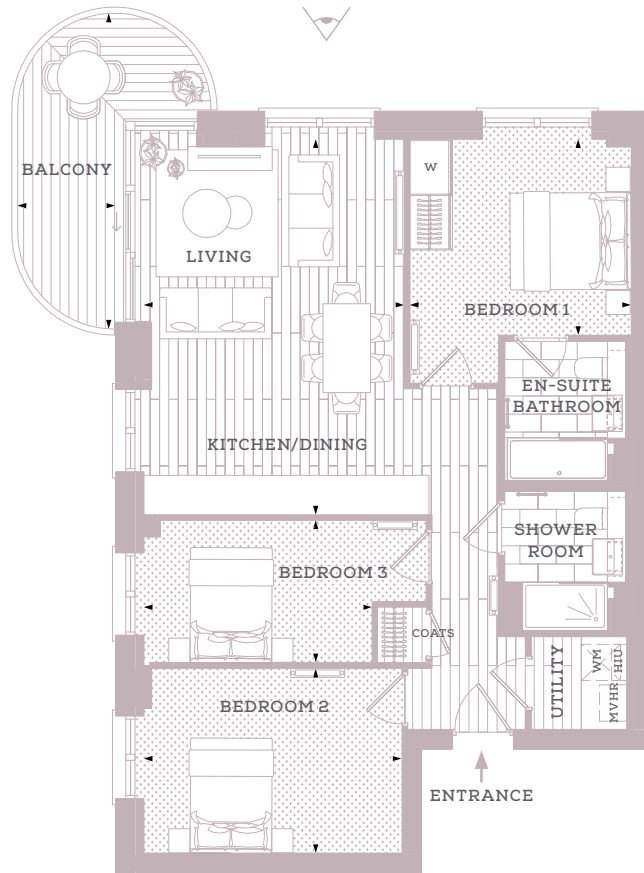 BALCONY
W
LIVING
BEDROOM 1
EN-SUITE
BATHROOM
KITCHEN/DINING
SHOWER
ROOM
BEDROOM 3
COATS
UTILITY
WM
HIU
MVHR
BEDROOM 2
ENTRANCE